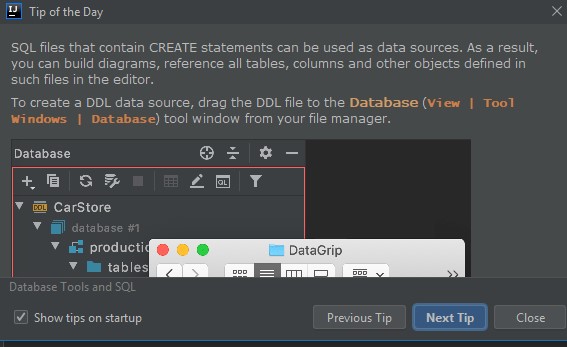 IJ Tip of the Day
SQL files that contain CREATE statements can be used as data sources. As a result,
you can build diagrams, reference all tables, columns and other objects defined in
such files in the editor.
To create a DDL data source, drag the DDL file to the Database (View | Tool
Windows | Database) tool window from your file manager.
Database
QL
DDL CarStore
database #1
productio
tables
DataGrip
Database Tools and SQL
Show tips on startup
Previous Tip
Next Tip
Close